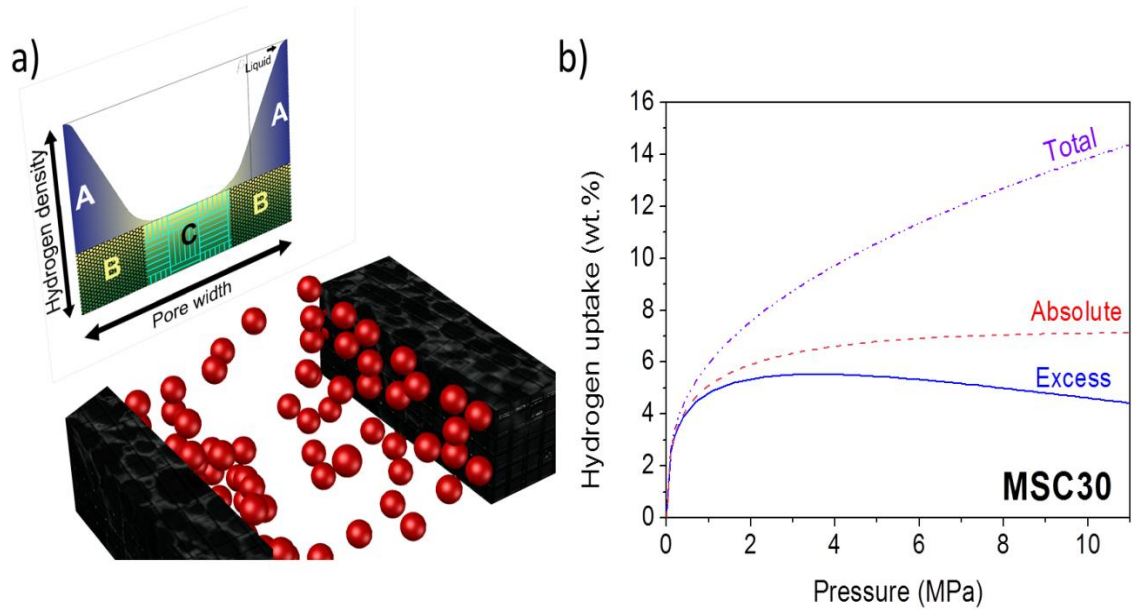 a)
Liquid
A
A
B
C
B
Hydrogen density
Pore width
b)
16
14
12
10
8
6
4
2
0
Hydrogen uptake (wt.%)
Total
Absolute
Excess
MSC30
0
2
4
6
8
10
Pressure (MPa)